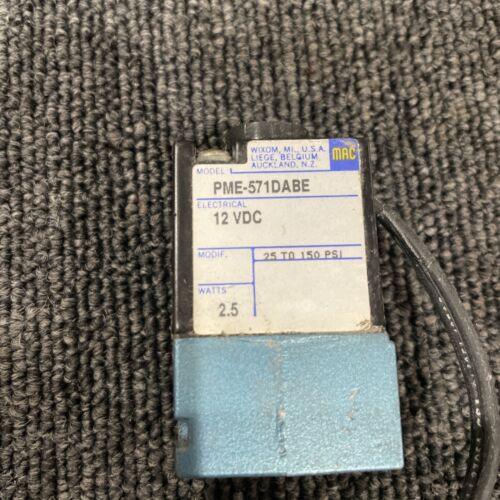 WIXOM, MI., U.S.A.
LIEGE, BELGIUM
AUCKLAND, N.Z.
MAC
MODEL
PME-571DABE
ELECTRICAL
12 VDC
MODIF.
25 TO 150 PSI
WATTS
2.5